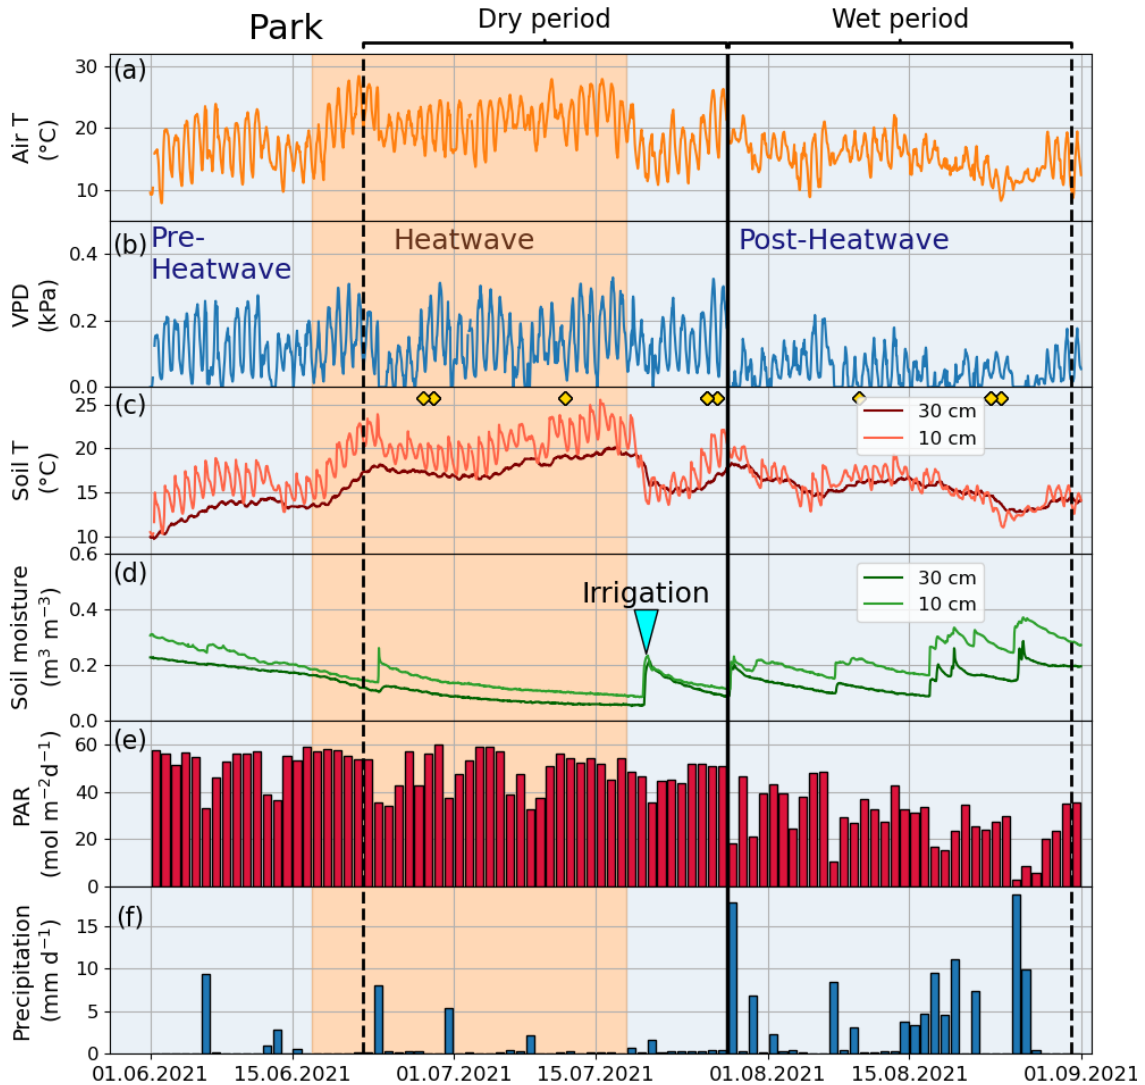 Park
Dry period
Wet period
(a)
30
20
10
Air T
(°C)
(b)
Pre-
Heatwave
Heatwave
Post-Heatwave
0.4
0.2
0.0
VPD
(kPa)
(c)
25
20
15
10
Soil T
(°C)
30 cm
10 cm
(d)
0.6
0.4
0.2
0.0
Soil moisture
(m³ m⁻³)
Irrigation
30 cm
10 cm
(e)
60
40
20
0
PAR
(mol m⁻²d⁻¹)
(f)
15
10
5
0
Precipitation
(mm d⁻¹)
01.06.2021 15.06.2021 01.07.2021 15.07.2021 01.08.2021 15.08.2021 01.09.2021